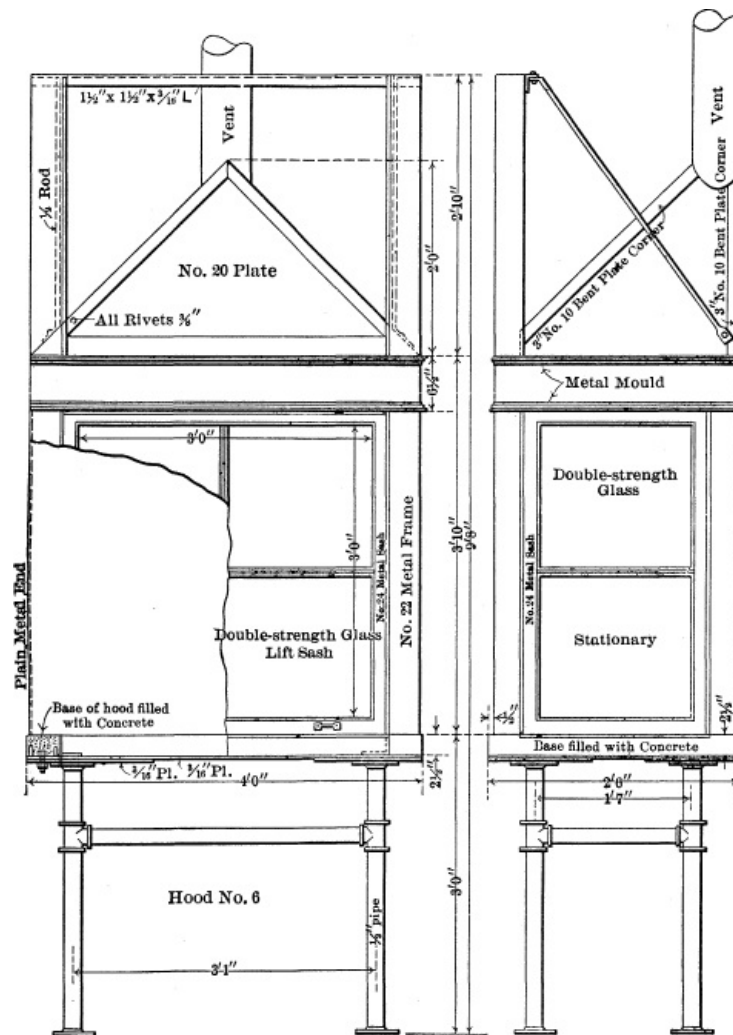 Vent
1½" x 1½" x 3/16" L
¼ Rod
No. 20 Plate
All Rivets ⅜"
2'0"
2'10"
6½"
3'0"
3'0"
3'10"
9'8"
Plain Metal End
No. 24 Metal Sash
No. 22 Metal Frame
Double-strength Glass
Lift Sash
Base of hood filled
with Concrete
3/16" Pl.
3/16" Pl.
4'0"
2½"
Hood No. 6
½" pipe
3'1"
3'0"
Vent
3" No. 10 Bent Plate Corner
3" No. 10 Bent Plate Corner
Metal Mould
Double-strength
Glass
No. 24 Metal Sash
Stationary
½"
2½"
Base filled with Concrete
1'7"